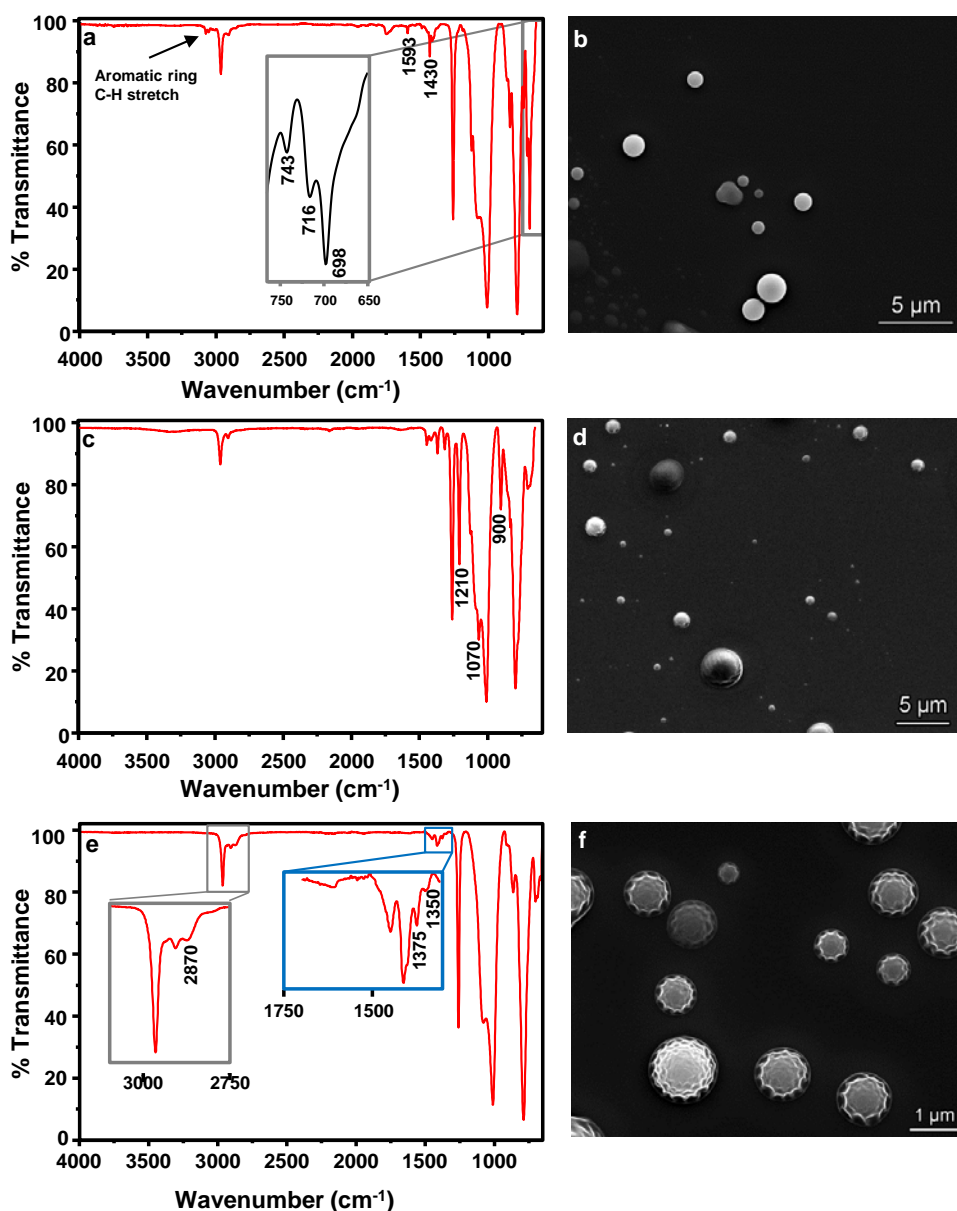 a
Aromatic ring
C-H stretch
1593
1430
743
716
698
750 700 650
100
80
60
40
20
0
% Transmittance
4000 3500 3000 2500 2000 1500 1000
Wavenumber (cm⁻¹)
b
5 µm
c
1210
1070
900
100
80
60
40
20
0
% Transmittance
4000 3500 3000 2500 2000 1500 1000
Wavenumber (cm⁻¹)
d
5 µm
e
2870
3000 2750
1375
1350
1750 1500
100
80
60
40
20
0
% Transmittance
4000 3500 3000 2500 2000 1500 1000
Wavenumber (cm⁻¹)
f
1 µm